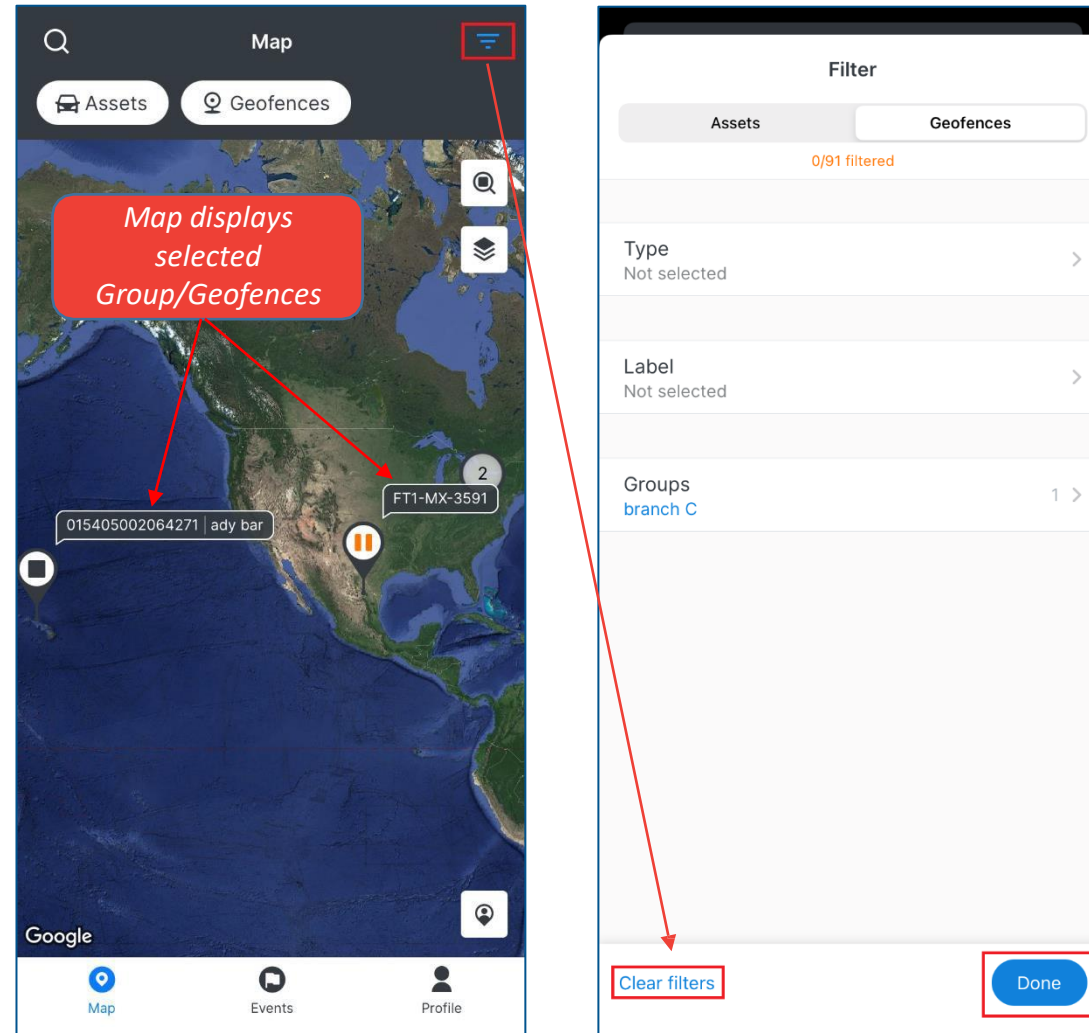 Map
Assets
Geofences
Map displays
selected
Group/Geofences
2
FT1-MX-3591
015405002064271 | ady bar
Google
Map
Events
Profile
Filter
Assets
Geofences
0/91 filtered
Type
Not selected
Label
Not selected
Groups
branch C
1
Clear filters
Done